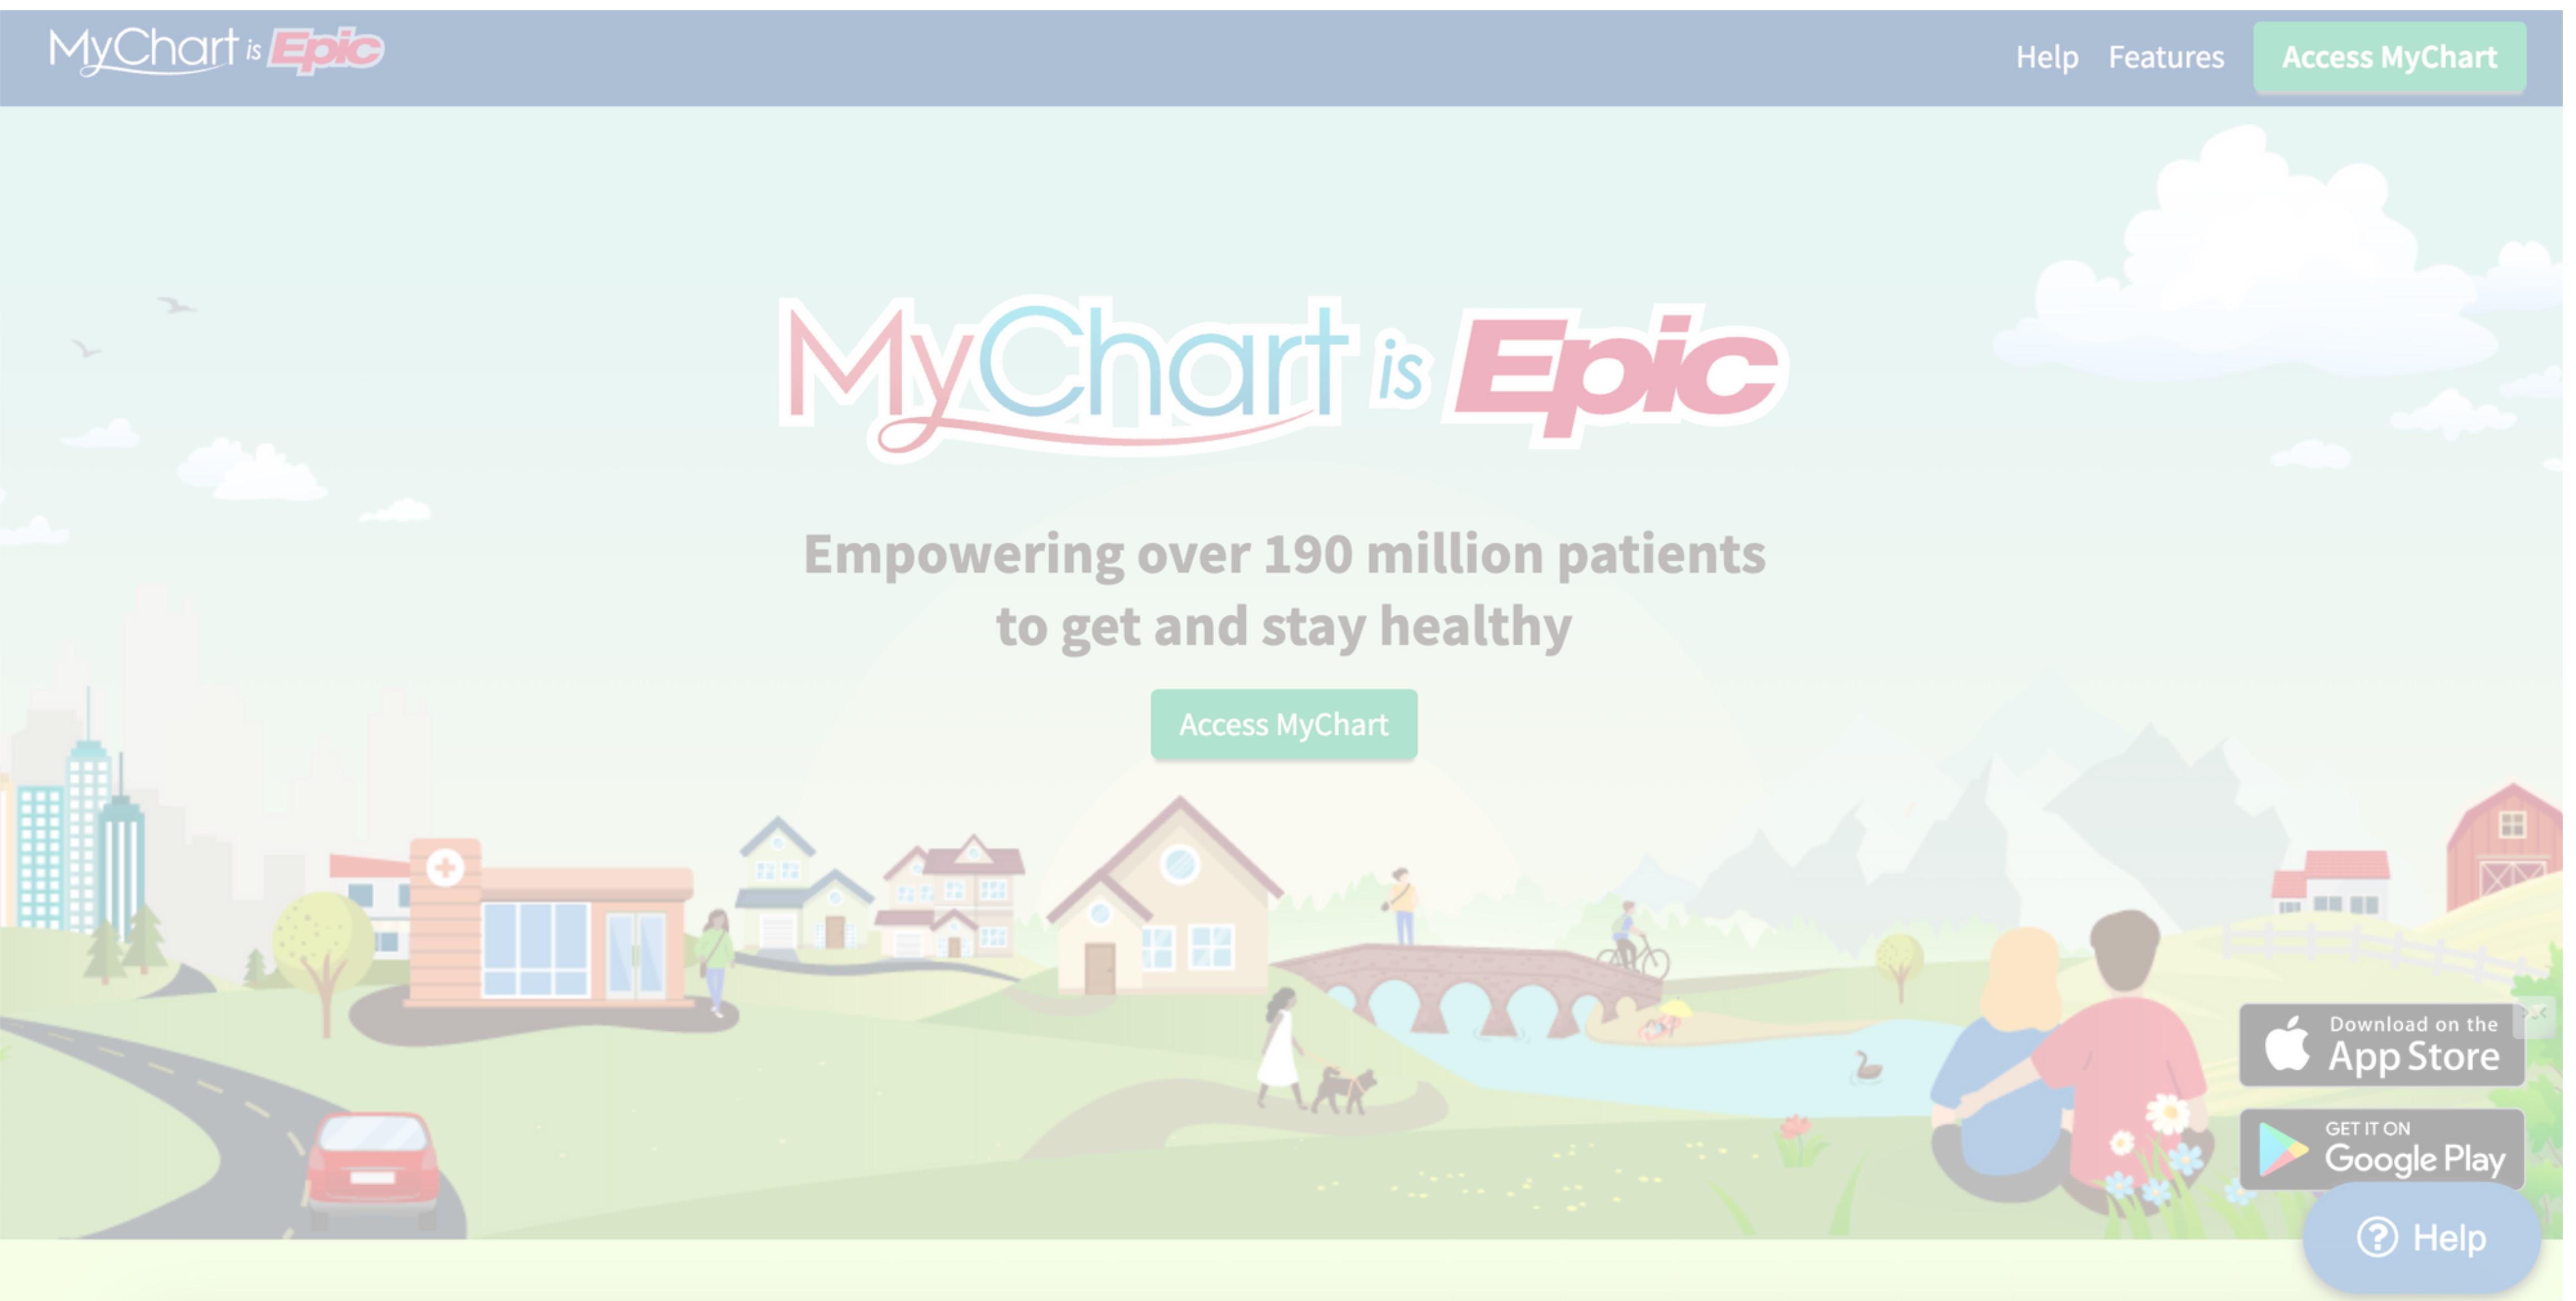 MyChart is Epic
Help Features Access MyChart
MyChart is Epic
Empowering over 190 million patients
to get and stay healthy
Access MyChart
Download on the
App Store
GET IT ON
Google Play
Help